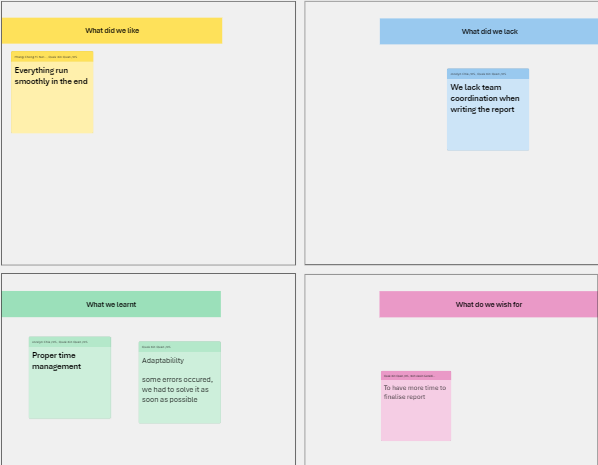 What did we like
Everything run
smoothly in the end
What did we lack
We lack team
coordination when
writing the report
What we learnt
Proper time
management
Adaptability
some errors occured,
we had to solve it as
soon as possible
What do we wish for
To have more time to
finalise report